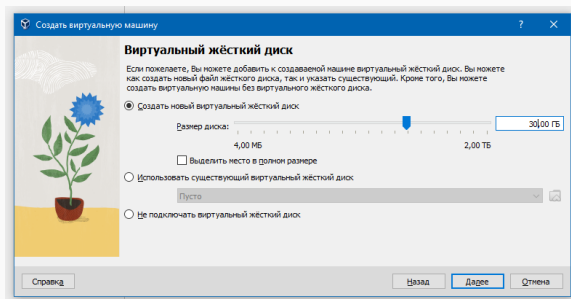 Создать виртуальную машину
Виртуальный жёсткий диск
Если пожелаете, Вы можете добавить к создаваемой машине виртуальный жёсткий диск. Вы можете
как создать новый файл жёсткого диска, так и указать существующий. Кроме того, Вы можете
создать виртуальную машину без виртуального жёсткого диска.
Создать новый виртуальный жёсткий диск
Размер диска: 30,00 ГБ
4,00 МБ 2,00 ТБ
Выделить место в полном размере
Использовать существующий виртуальный жёсткий диск
Пусто
Не подключать виртуальный жёсткий диск
Справка Назад Далее Отмена